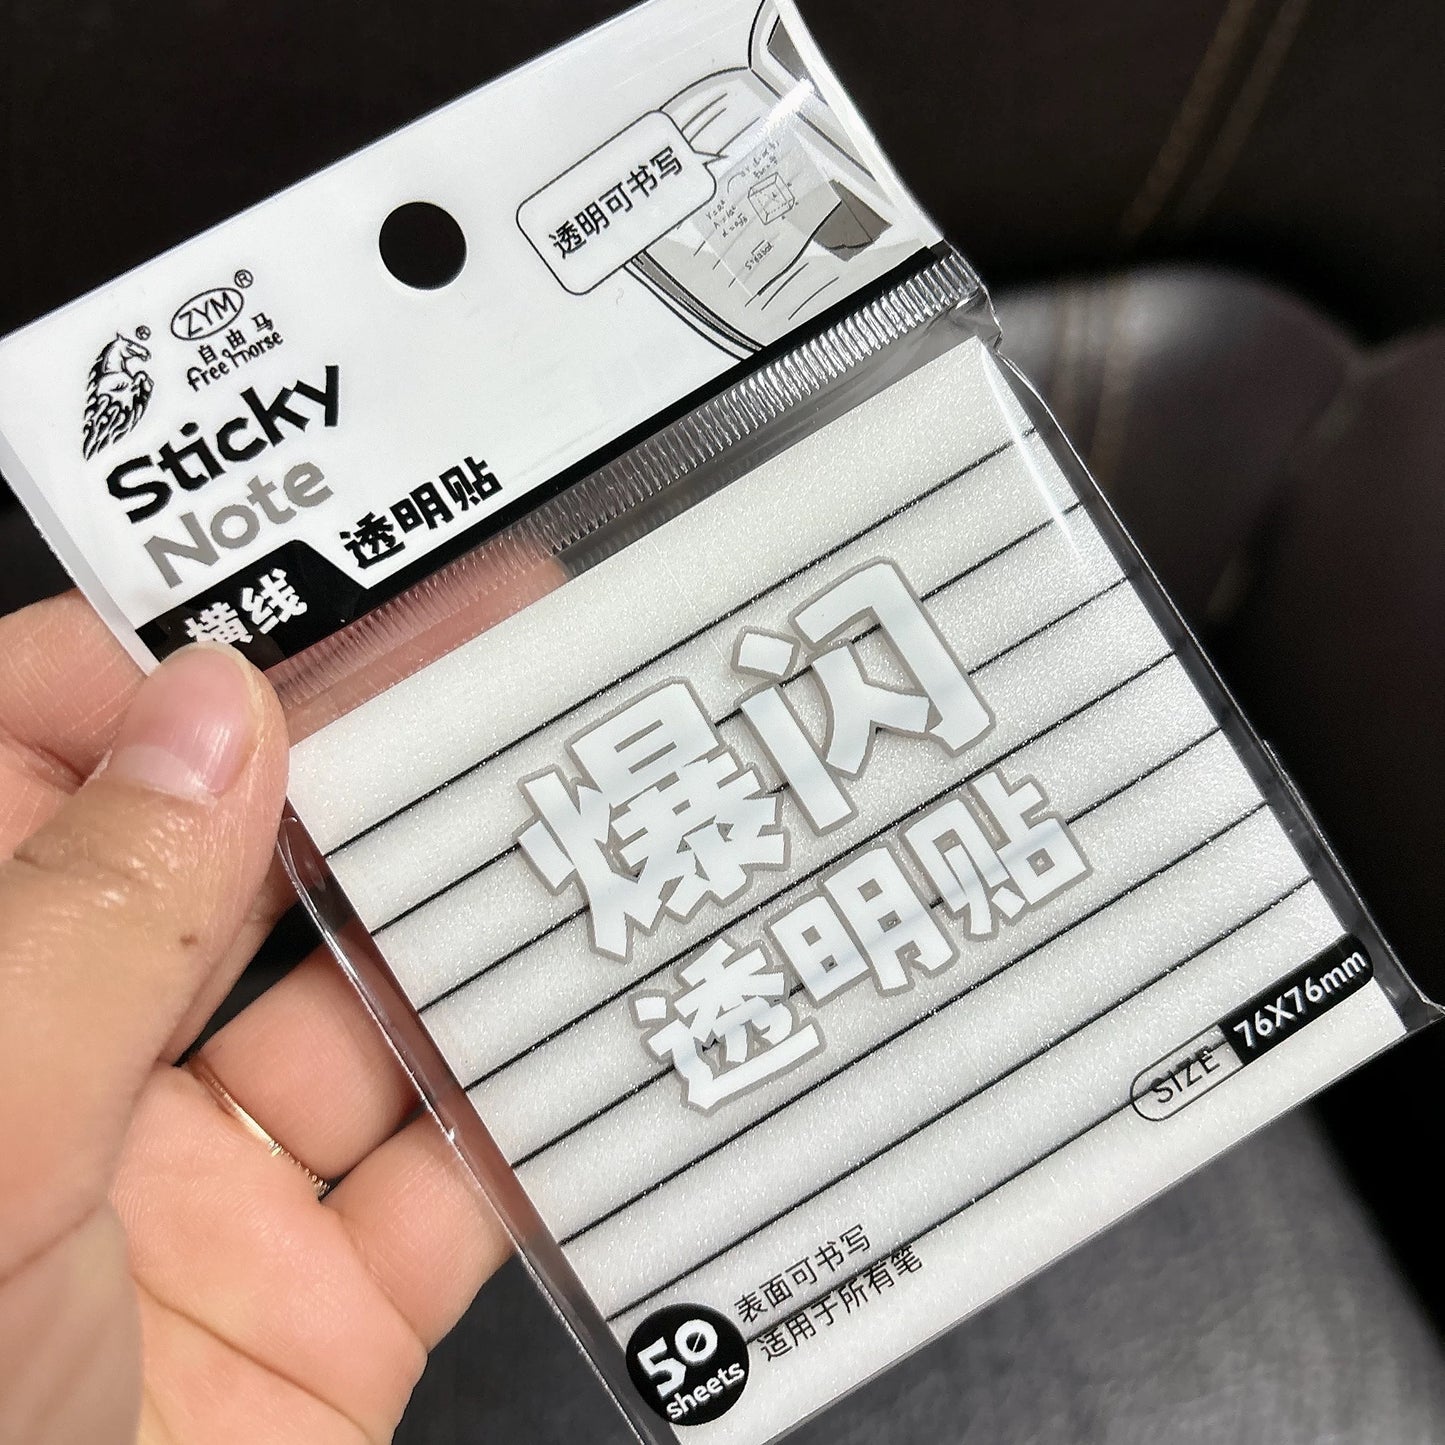 透明可书写
ZYM®
®
自由马
free horse
Sticky
Note
透明贴
横线
爆闪
透明贴
SIZE 76X76mm
表面可书写
适用于所有笔
50
sheets